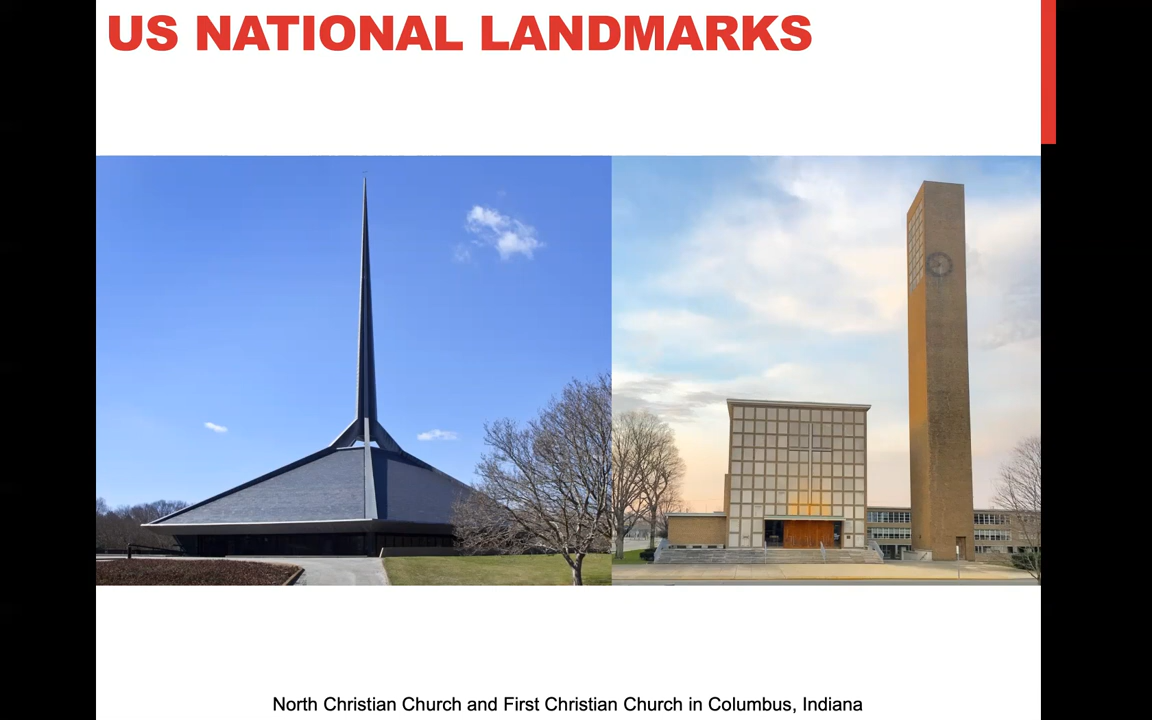 US NATIONAL LANDMARKS
North Christian Church and First Christian Church in Columbus, Indiana